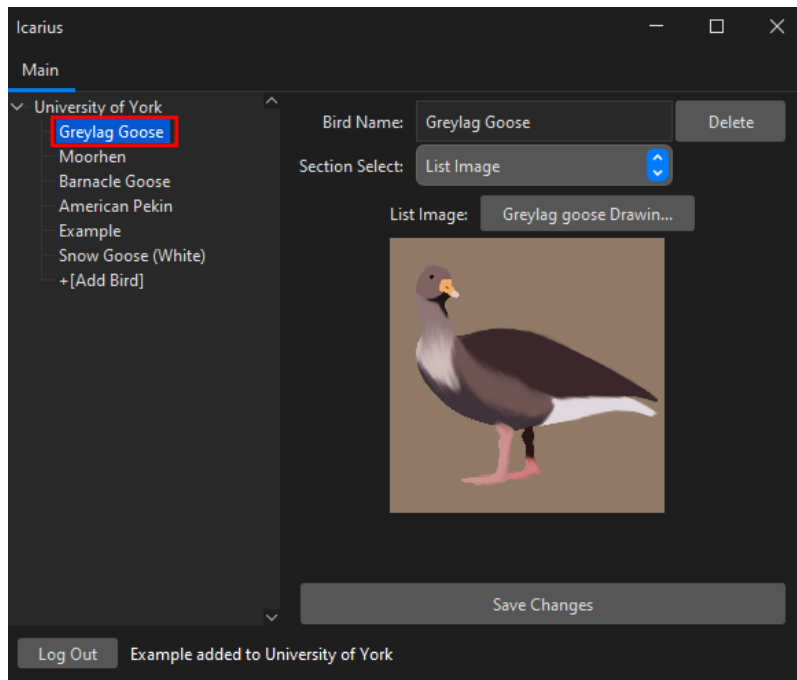 Icarius
Main
University of York
Greylag Goose
Moorhen
Barnacle Goose
American Pekin
Example
Snow Goose (White)
+[Add Bird]
Bird Name: Greylag Goose Delete
Section Select: List Image
List Image: Greylag goose Drawin...
Save Changes
Log Out Example added to University of York